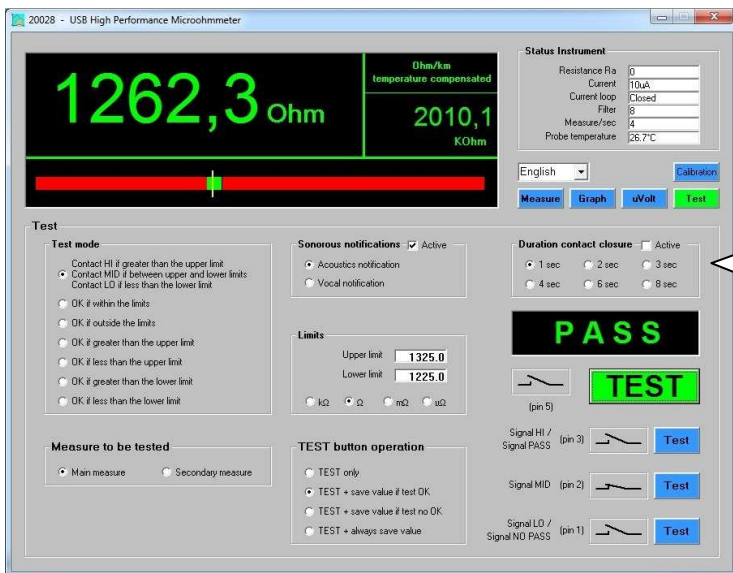 20028 - USB High Performance Microohmmeter
1262,3 Ohm
Ohm/km
temperature compensated
2010,1
KOhm
Status Instrument
Resistance Ra 0
Current 10uA
Current loop Closed
Filter 8
Measure/sec 4
Probe temperature 26.7°C
English
Calibration
Measure Graph uVolt Test
Test
Test mode
Contact HI if greater than the upper limit
Contact MID if between upper and lower limits
Contact LO if less than the lower limit
OK if within the limits
OK if outside the limits
OK if greater than the upper limit
OK if less than the upper limit
OK if greater than the lower limit
OK if less than the lower limit
Measure to be tested
Main measure Secondary measure
Sonorous notifications Active
Acoustics notification
Vocal notification
Limits
Upper limit 1325.0
Lower limit 1225.0
kΩ Ω mΩ uΩ
TEST button operation
TEST only
TEST + save value if test OK
TEST + save value if test no OK
TEST + always save value
Duration contact closure Active
1 sec 2 sec 3 sec
4 sec 6 sec 8 sec
PASS
(pin 5)
TEST
Signal HI /
Signal PASS (pin 3) Test
Signal MID (pin 2) Test
Signal LO /
Signal NO PASS (pin 1) Test